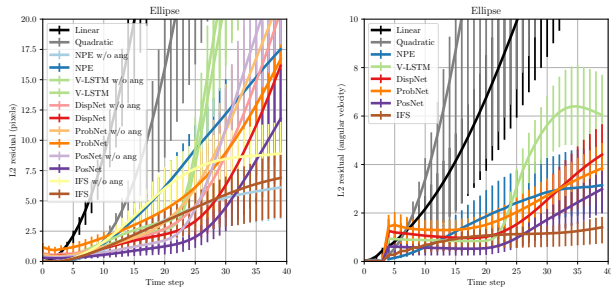 Ellipse
L2 residual (pixels)
20.0
17.5
15.0
12.5
10.0
7.5
5.0
2.5
0.0
Linear
Quadratic
NPE w/o ang
NPE
V-LSTM w/o ang
V-LSTM
DispNet w/o ang
DispNet
ProbNet w/o ang
ProbNet
PosNet w/o ang
PosNet
IFS w/o ang
IFS
0 5 10 15 20 25 30 35 40
Time step
Ellipse
L2 residual (angular velocity)
10
8
6
4
2
0
Linear
Quadratic
NPE
V-LSTM
DispNet
ProbNet
PosNet
IFS
0 5 10 15 20 25 30 35 40
Time step